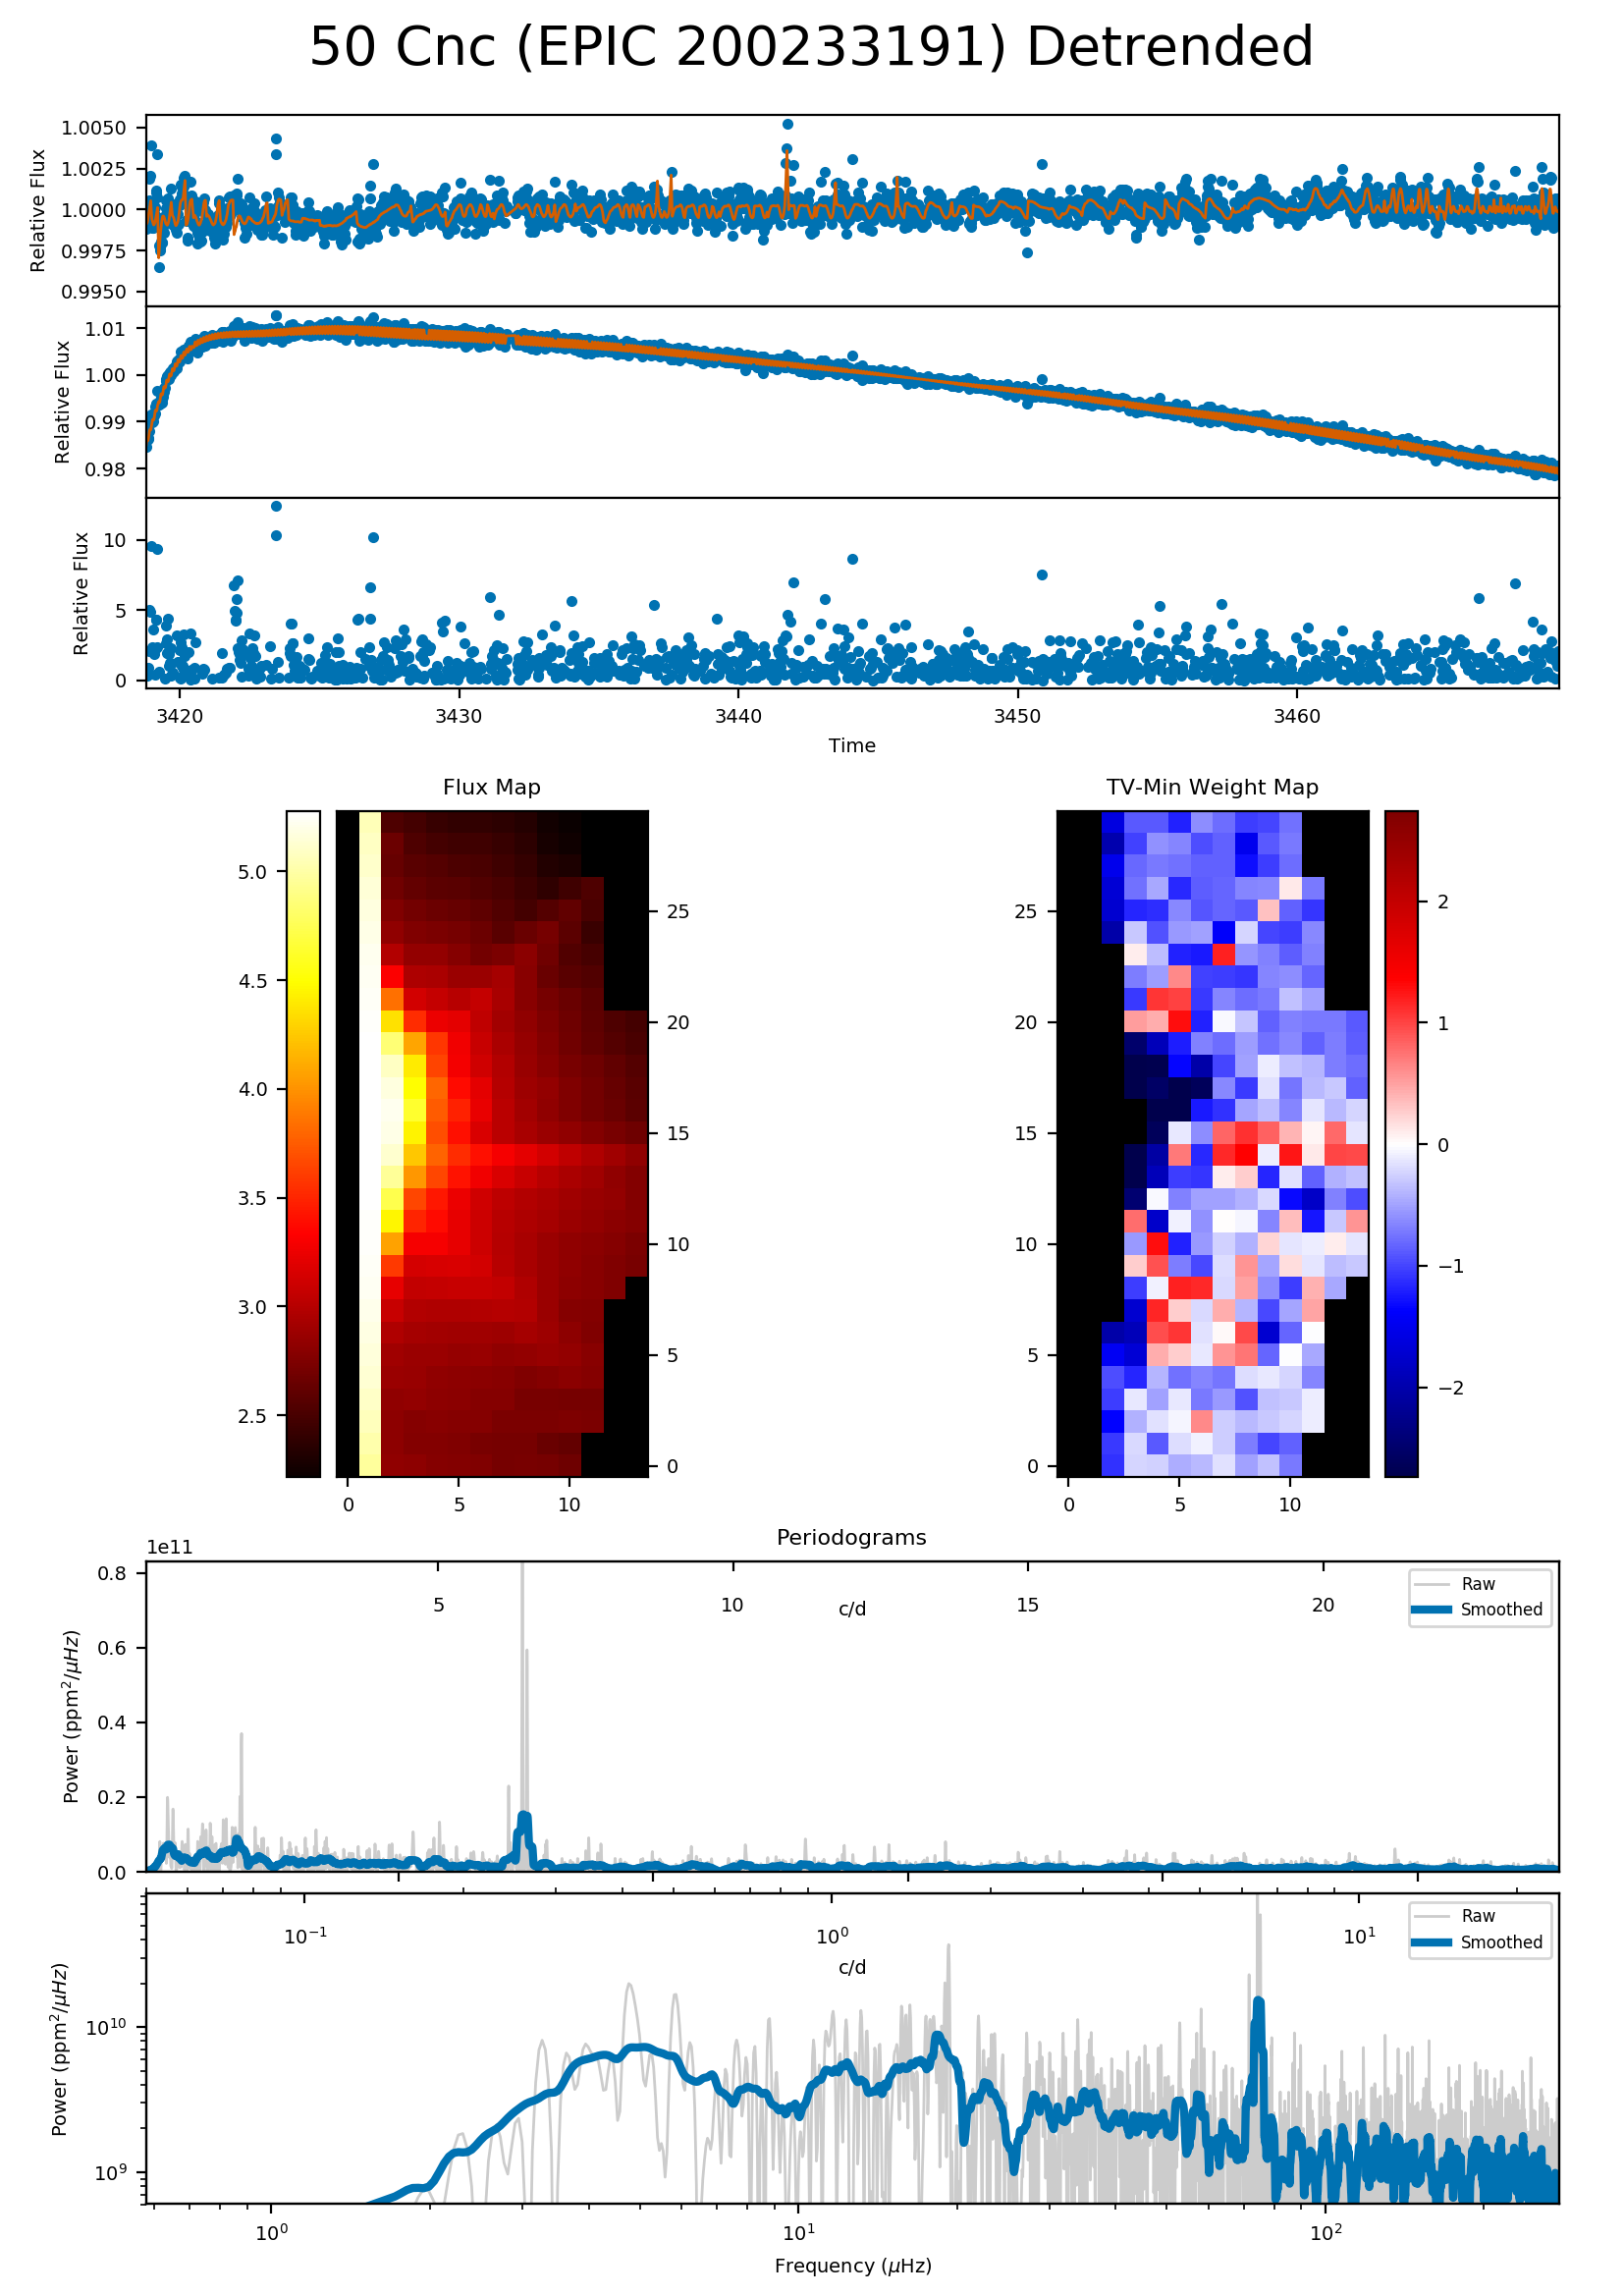 50 Cnc (EPIC 200233191) Detrended
1.0050
1.0025
1.0000
0.9975
0.9950
Relative Flux
1.01
1.00
0.99
0.98
Relative Flux
10
5
0
Relative Flux
3420 3430 3440 3450 3460
Time
Flux Map
5.0
4.5
4.0
3.5
3.0
2.5
25
20
15
10
5
0
0 5 10
TV-Min Weight Map
25
20
15
10
5
0
0 5 10
2
1
0
−1
−2
Periodograms
1e11
0.8
0.6
0.4
0.2
0.0
Power (ppm²/μHz)
5 10 15 20
c/d
Raw
Smoothed
10⁻¹ 10⁰ 10¹
c/d
Raw
Smoothed
10¹⁰
10⁹
Power (ppm²/μHz)
10⁰ 10¹ 10²
Frequency (μHz)